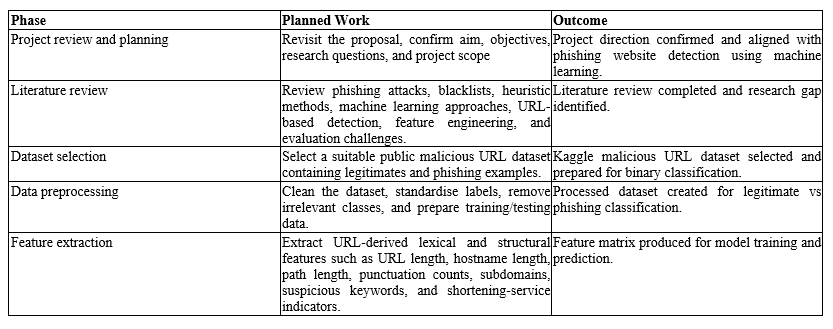 Phase Planned Work Outcome
Project review and planning
Revisit the proposal, confirm aim, objectives,
research questions, and project scope
Project direction confirmed and aligned with
phishing website detection using machine
learning.
Literature review
Review phishing attacks, blacklists, heuristic
methods, machine learning approaches, URL-
based detection, feature engineering, and
evaluation challenges.
Literature review completed and research gap
identified.
Dataset selection
Select a suitable public malicious URL dataset
containing legitimates and phishing examples.
Kaggle malicious URL dataset selected and
prepared for binary classification.
Data preprocessing
Clean the dataset, standardise labels, remove
irrelevant classes, and prepare training/testing
data.
Processed dataset created for legitimate vs
phishing classification.
Feature extraction
Extract URL-derived lexical and structural
features such as URL length, hostname length,
path length, punctuation counts, subdomains,
suspicious keywords, and shortening-service
indicators.
Feature matrix produced for model training and
prediction.